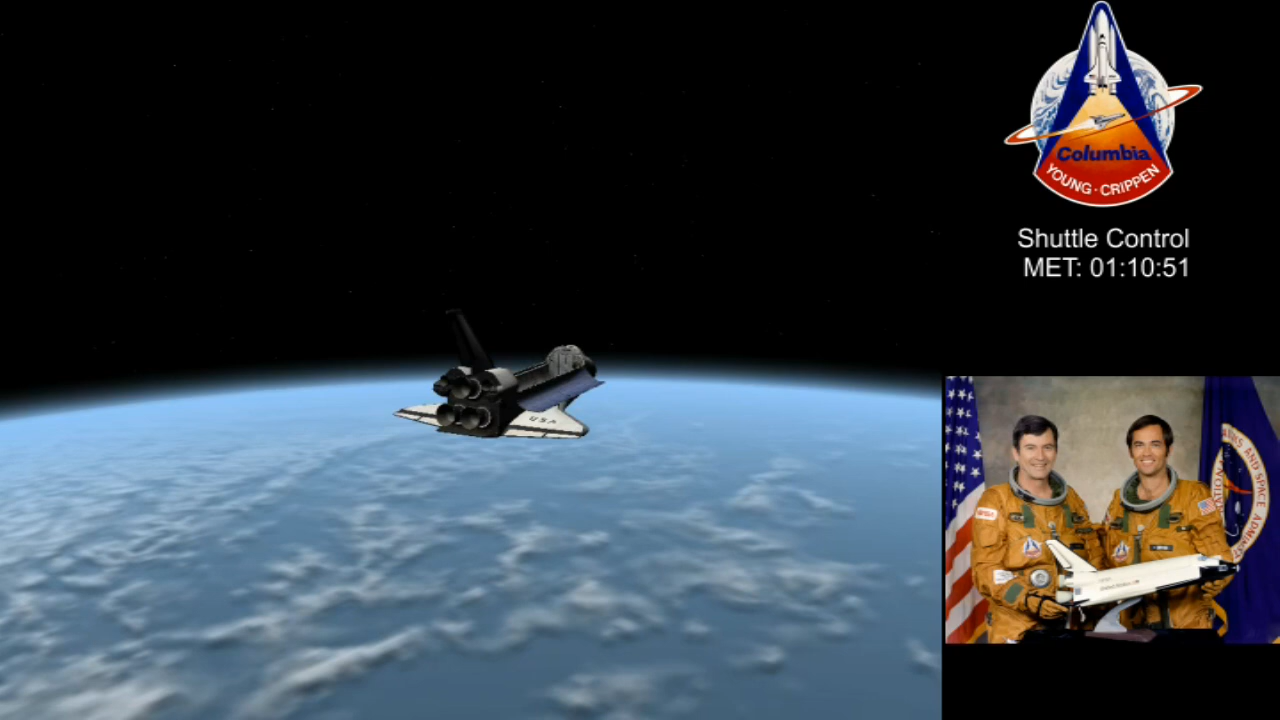 Columbia
YOUNG · CRIPPEN
Shuttle Control
MET: 01:10:51
USA